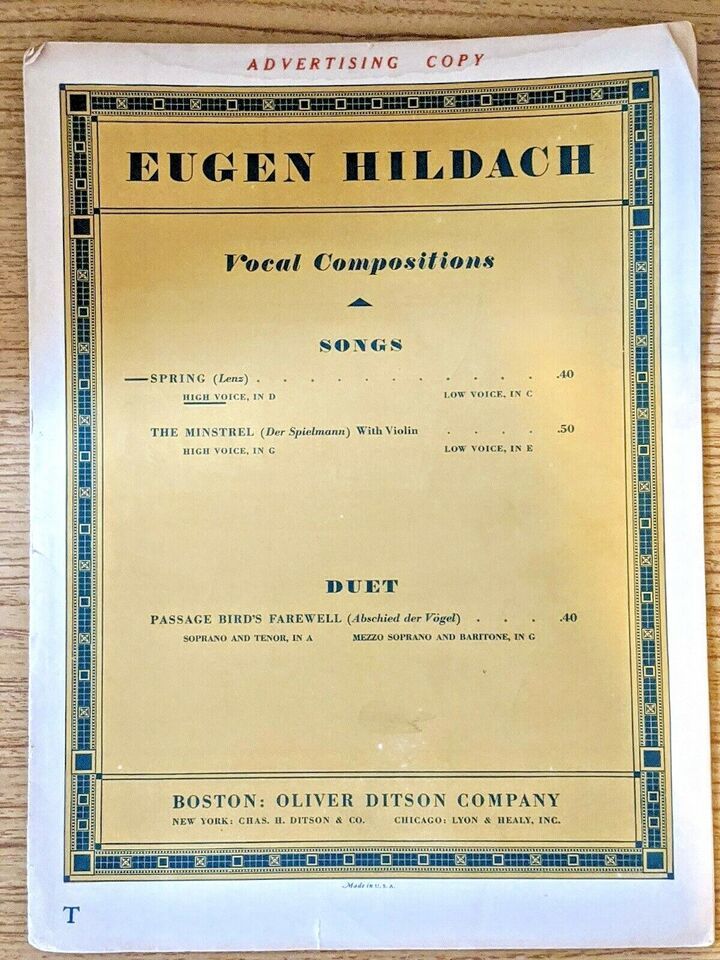 ADVERTISING COPY
EUGEN HILDACH
Vocal Compositions
SONGS
SPRING (Lenz) . . . . . . . . . . . .40
HIGH VOICE, IN D LOW VOICE, IN C
THE MINSTREL (Der Spielmann) With Violin . . . . .50
HIGH VOICE, IN G LOW VOICE, IN E
DUET
PASSAGE BIRD'S FAREWELL (Abschied der Vögel) . . . .40
SOPRANO AND TENOR, IN A MEZZO SOPRANO AND BARITONE, IN G
BOSTON: OLIVER DITSON COMPANY
NEW YORK: CHAS. H. DITSON & CO. CHICAGO: LYON & HEALY, INC.
Made in U. S. A.
T